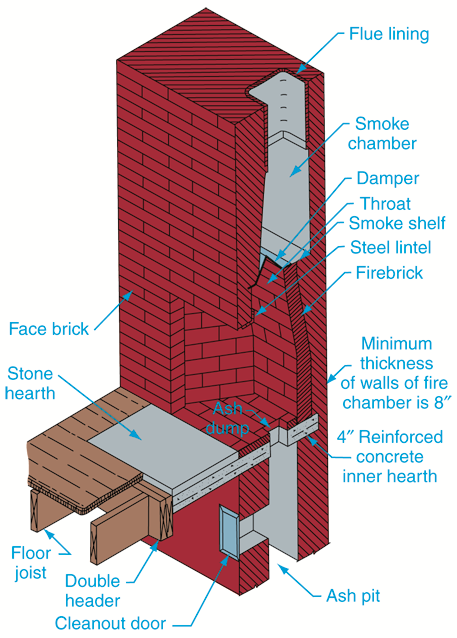 Flue lining
Smoke
chamber
Damper
Throat
Smoke shelf
Steel lintel
Firebrick
Face brick
Minimum
thickness
of walls of fire
chamber is 8″
Stone
hearth
Ash
dump
4″ Reinforced
concrete
inner hearth
Floor
joist
Double
header
Cleanout door
Ash pit